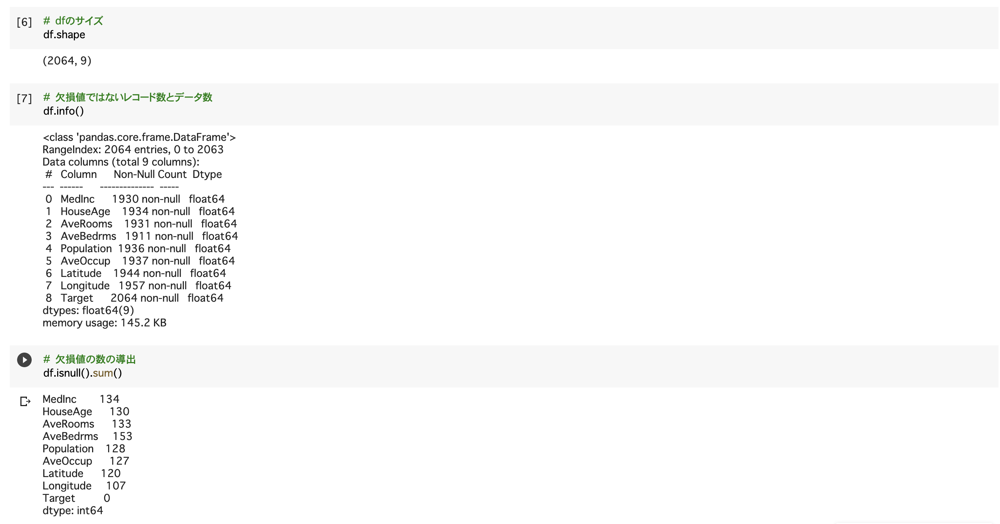 [6] # dfのサイズ
df.shape
(2064, 9)
[7] # 欠損値ではないレコード数とデータ数
df.info()
<class 'pandas.core.frame.DataFrame'>
RangeIndex: 2064 entries, 0 to 2063
Data columns (total 9 columns):
# Column Non-Null Count Dtype
--- ------ -------------- -----
0 MedInc 1930 non-null float64
1 HouseAge 1934 non-null float64
2 AveRooms 1931 non-null float64
3 AveBedrms 1911 non-null float64
4 Population 1936 non-null float64
5 AveOccup 1937 non-null float64
6 Latitude 1944 non-null float64
7 Longitude 1957 non-null float64
8 Target 2064 non-null float64
dtypes: float64(9)
memory usage: 145.2 KB
# 欠損値の数の導出
df.isnull().sum()
MedInc 134
HouseAge 130
AveRooms 133
AveBedrms 153
Population 128
AveOccup 127
Latitude 120
Longitude 107
Target 0
dtype: int64